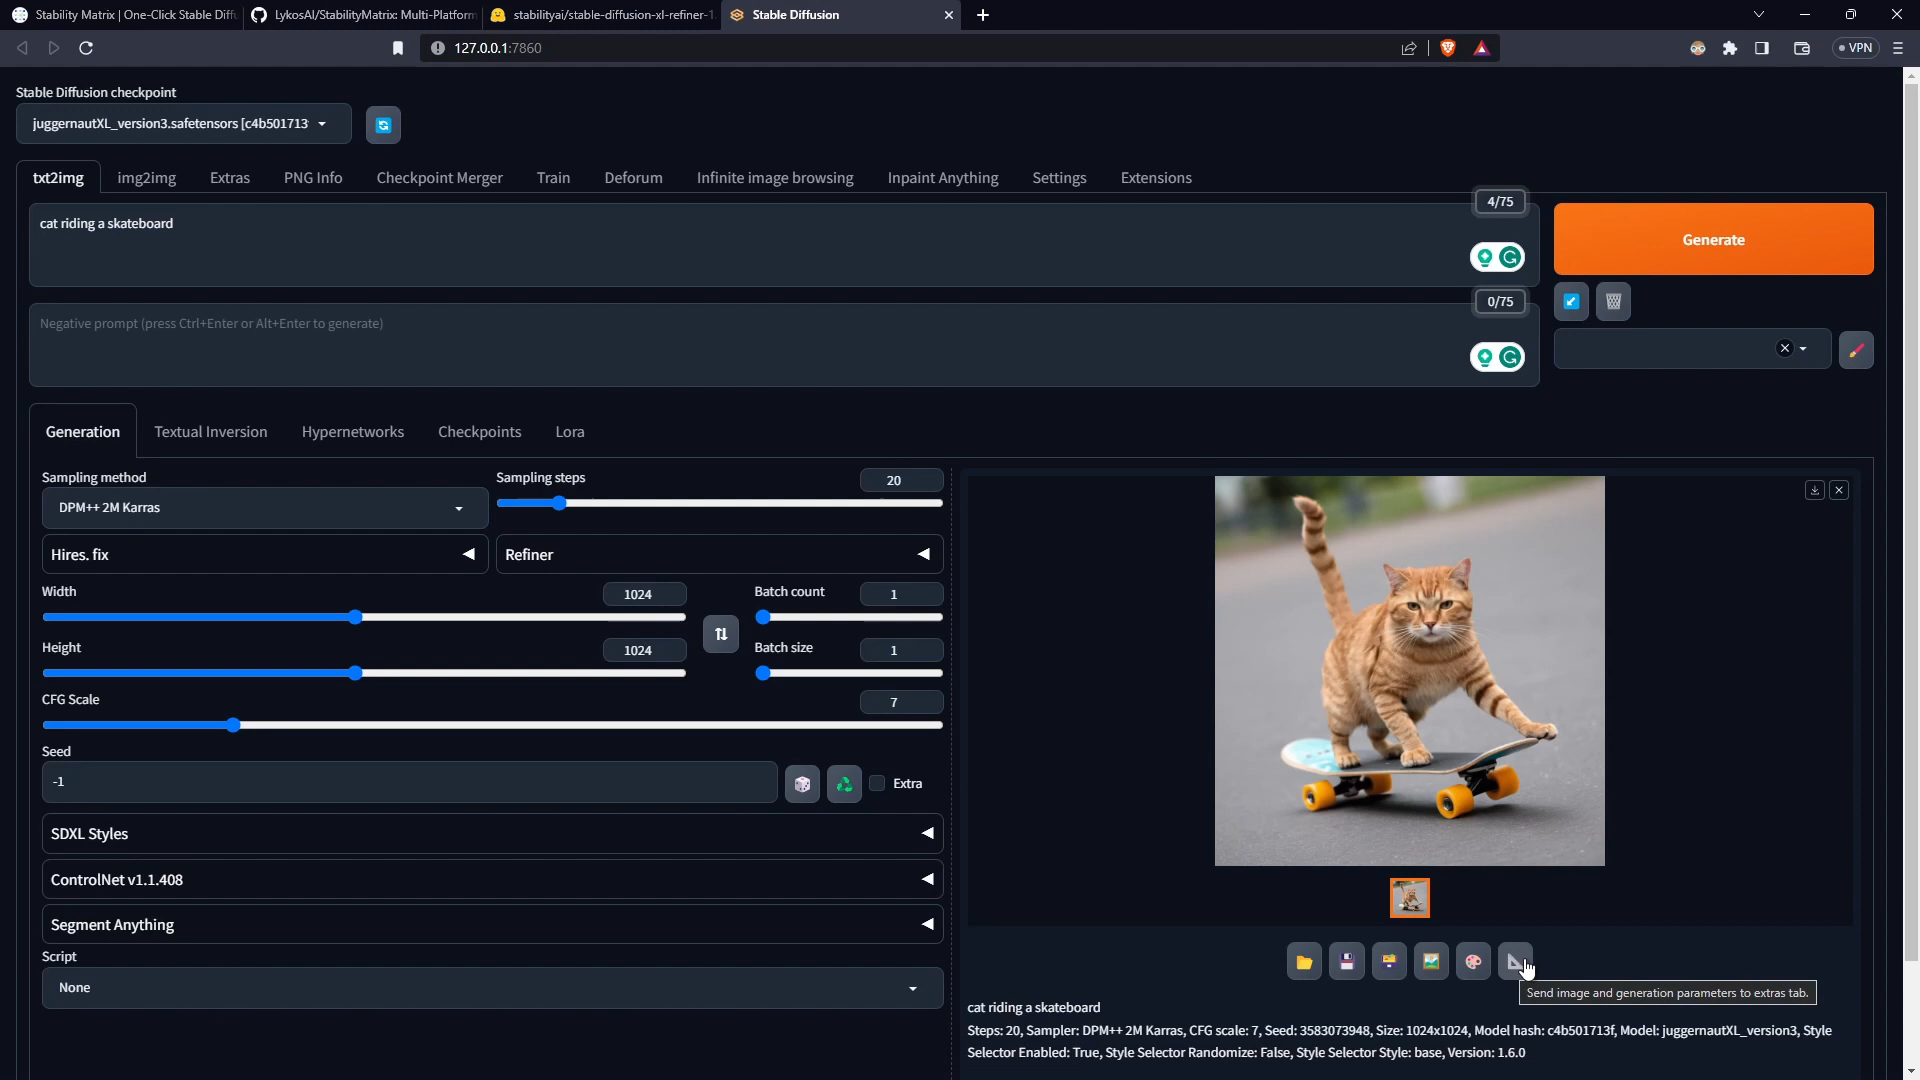 Stability Matrix | One-Click Stable Diffu
LykosAI/StabilityMatrix: Multi-Platform
stabilityai/stable-diffusion-xl-refiner-1.
Stable Diffusion
127.0.0.1:7860
VPN
Stable Diffusion checkpoint
juggernautXL_version3.safetensors [c4b501713
txt2img
img2img
Extras
PNG Info
Checkpoint Merger
Train
Deforum
Infinite image browsing
Inpaint Anything
Settings
Extensions
cat riding a skateboard
4/75
Generate
Negative prompt (press Ctrl+Enter or Alt+Enter to generate)
0/75
Generation
Textual Inversion
Hypernetworks
Checkpoints
Lora
Sampling method
DPM++ 2M Karras
Sampling steps
20
Hires. fix
Refiner
Width
1024
Batch count
1
Height
1024
Batch size
1
CFG Scale
7
Seed
-1
Extra
SDXL Styles
ControlNet v1.1.408
Segment Anything
Script
None
Send image and generation parameters to extras tab.
cat riding a skateboard
Steps: 20, Sampler: DPM++ 2M Karras, CFG scale: 7, Seed: 3583073948, Size: 1024x1024, Model hash: c4b501713f, Model: juggernautXL_version3, Style
Selector Enabled: True, Style Selector Randomize: False, Style Selector Style: base, Version: 1.6.0